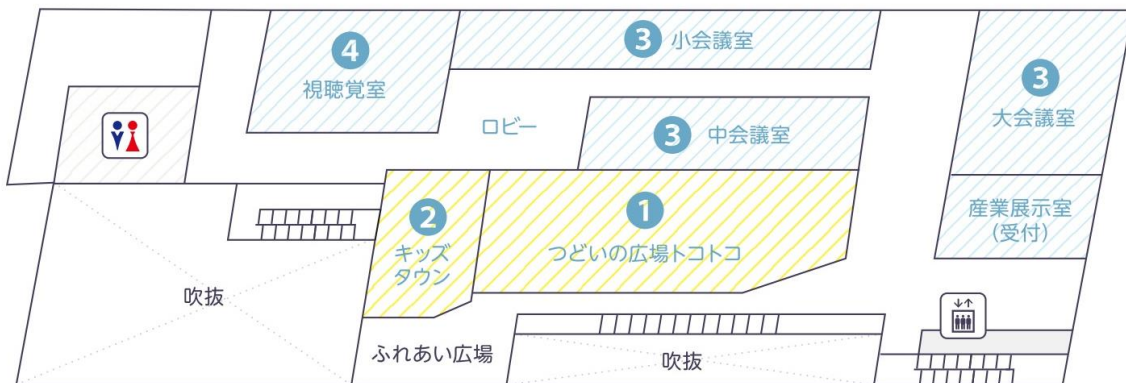 4
視聴覚室
3 小会議室
3
大会議室
ロビー
3 中会議室
2
キッズ
タウン
1
つどいの広場トコトコ
産業展示室
(受付)
吹抜
ふれあい広場
吹抜